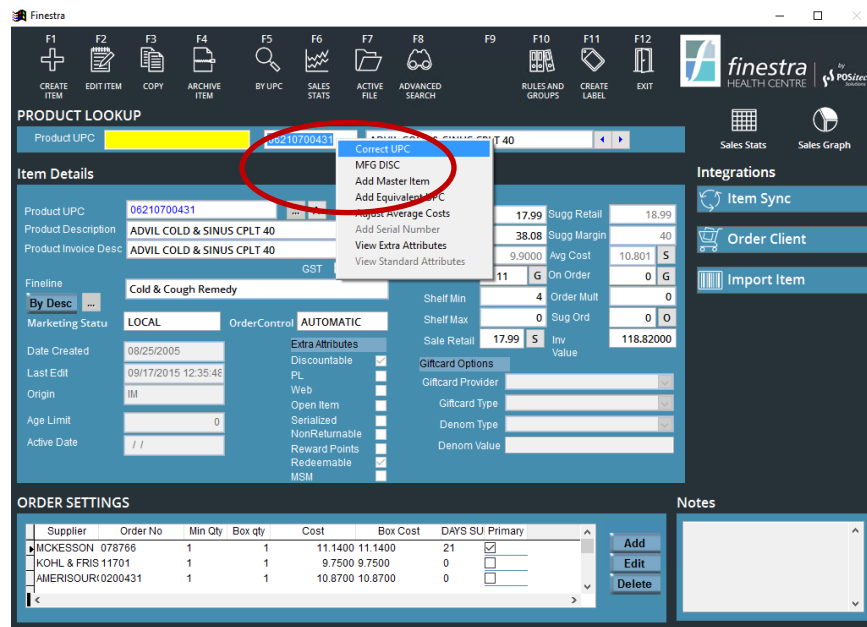 Finestra
F1 F2 F3 F4 F5 F6 F7 F8 F9 F10 F11 F12
CREATE ITEM EDIT ITEM COPY ARCHIVE ITEM BY UPC SALES STATS ACTIVE FILE ADVANCED SEARCH RULES AND GROUPS CREATE LABEL EXIT
finestra HEALTH CENTRE by POSitec Solutions
PRODUCT LOOKUP
Product UPC 06210700431 40
Correct UPC
MFG DISC
Add Master Item
Add Equivalent UPC
Adjust Average Costs
Add Serial Number
View Extra Attributes
View Standard Attributes
Sales Stats Sales Graph
Integrations
Item Sync
Order Client
Import Item
Item Details
Product UPC 06210700431 ...
Product Description ADVIL COLD & SINUS CPLT 40
Product Invoice Desc ADVIL COLD & SINUS CPLT 40
GST
Fineline Cold & Cough Remedy
By Desc ...
Marketing Statu LOCAL OrderControl AUTOMATIC
Date Created 08/25/2005
Last Edit 09/17/2015 12:35:48
Origin IM
Age Limit 0
Active Date / /
Extra Attributes
Discountable
PL
Web
Open Item
Serialized
NonReturnable
Reward Points
Redeemable
MSM
17.99 Sugg Retail 18.99
38.08 Sugg Margin 40
9.9000 Avg Cost 10.801 S
11 G On Order 0 G
Shelf Min 4 Order Mult 0
Shelf Max 0 Sug Ord 0 O
Sale Retail 17.99 S Inv Value 118.82000
Giftcard Options
Giftcard Provider
Giftcard Type
Denom Type
Denom Value
ORDER SETTINGS
Supplier Order No Min Qty Box qty Cost Box Cost DAYS SU Primary
MCKESSON 078766 1 1 11.1400 11.1400 21
KOHL & FRIS 11701 1 1 9.7500 9.7500 0
AMERISOUR( 0200431 1 1 10.8700 10.8700 0
Add
Edit
Delete
Notes